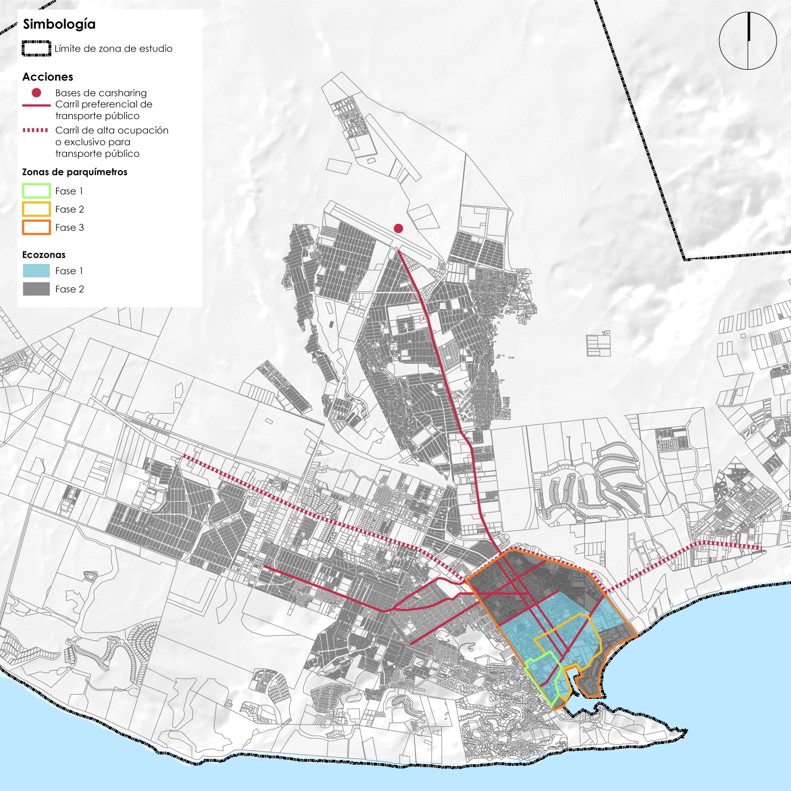 Simbología
Límite de zona de estudio
Acciones
Bases de carsharing
Carril preferencial de
transporte público
Carril de alta ocupación
o exclusivo para
transporte público
Zonas de parquímetros
Fase 1
Fase 2
Fase 3
Ecozonas
Fase 1
Fase 2